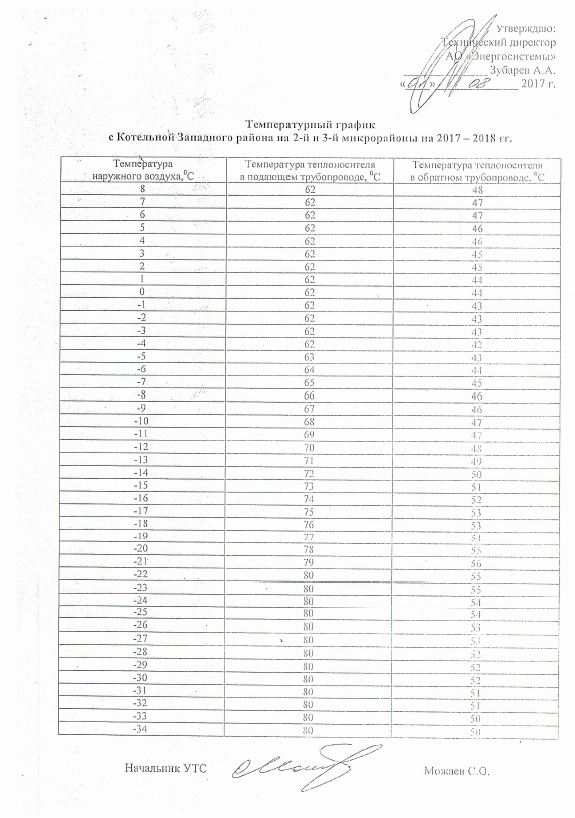 Утверждаю:
Технический директор
АО «Энергосистемы»
Зубарев А.А.
«01» 08 2017 г.
Температурный график
с Котельной Западного района на 2-й и 3-й микрорайоны на 2017 – 2018 гг.
Температура наружного воздуха,⁰С Температура теплоносителя в подающем трубопроводе, ⁰С Температура теплоносителя в обратном трубопроводе. ⁰С
8 62 48
7 62 47
6 62 47
5 62 46
4 62 46
3 62 45
2 62 45
1 62 44
0 62 44
-1 62 43
-2 62 43
-3 62 43
-4 62 42
-5 63 43
-6 64 44
-7 65 45
-8 66 46
-9 67 46
-10 68 47
-11 69 47
-12 70 48
-13 71 49
-14 72 50
-15 73 51
-16 74 52
-17 75 53
-18 76 53
-19 77 54
-20 78 55
-21 79 56
-22 80 55
-23 80 55
-24 80 54
-25 80 54
-26 80 53
-27 80 53
-28 80 52
-29 80 52
-30 80 52
-31 80 51
-32 80 51
-33 80 50
-34 80 50
Начальник УТС Можаев С.О.